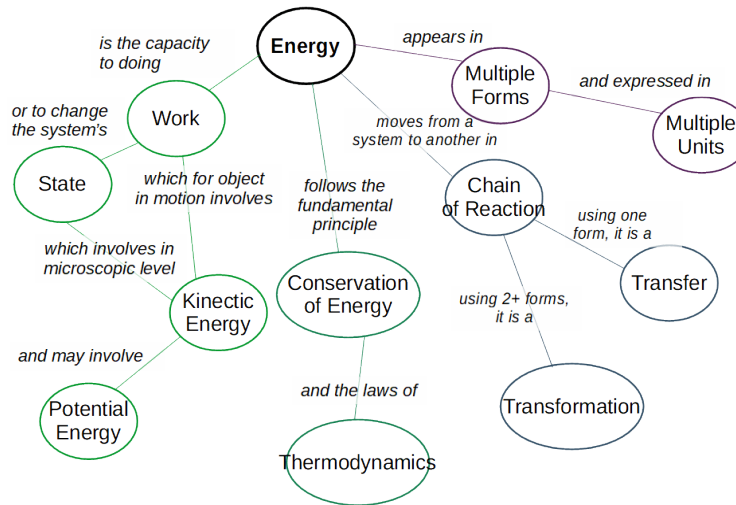 Energy
is the capacity
to doing
appears in
Multiple
Forms
and expressed in
Multiple
Units
or to change
the system's
Work
moves from a
system to another in
State
which for object
in motion involves
follows the
fundamental
principle
Chain
of Reaction
using one
form, it is a
which involves in
microscopic level
Kinectic
Energy
Conservation
of Energy
Transfer
using 2+ forms,
it is a
and may involve
and the laws of
Potential
Energy
Transformation
Thermodynamics